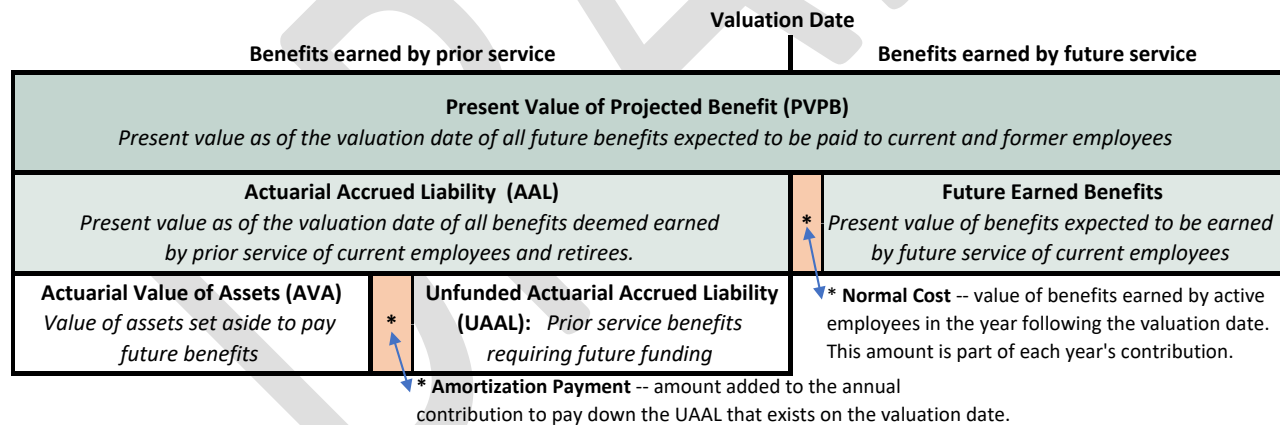 Valuation Date
Benefits earned by prior service
Benefits earned by future service
Present Value of Projected Benefit (PVPB)
Present value as of the valuation date of all future benefits expected to be paid to current and former employees
Actuarial Accrued Liability (AAL)
Present value as of the valuation date of all benefits deemed earned
by prior service of current employees and retirees.
*
Future Earned Benefits
Present value of benefits expected to be earned
by future service of current employees
Actuarial Value of Assets (AVA)
Value of assets set aside to pay
future benefits
*
Unfunded Actuarial Accrued Liability
(UAAL): Prior service benefits
requiring future funding
* Normal Cost -- value of benefits earned by active
employees in the year following the valuation date.
This amount is part of each year's contribution.
* Amortization Payment -- amount added to the annual
contribution to pay down the UAAL that exists on the valuation date.